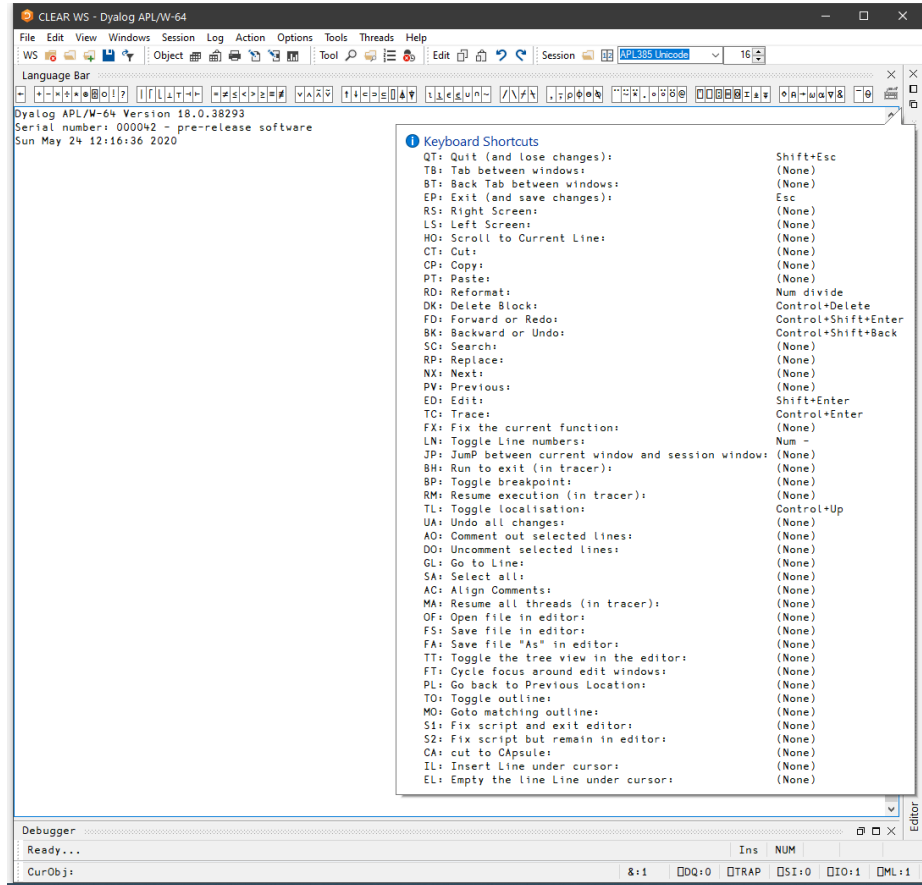 CLEAR WS - Dyalog APL/W-64
File Edit View Windows Session Log Action Options Tools Threads Help
WS Object Tool Edit Session APL385 Unicode 16
Language Bar
Dyalog APL/W-64 Version 18.0.38293
Serial number: 000042 - pre-release software
Sun May 24 12:16:36 2020
Keyboard Shortcuts
QT: Quit (and lose changes): Shift+Esc
TB: Tab between windows: (None)
BT: Back Tab between windows: (None)
EP: Exit (and save changes): Esc
RS: Right Screen: (None)
LS: Left Screen: (None)
HO: Scroll to Current Line: (None)
CT: Cut: (None)
CP: Copy: (None)
PT: Paste: (None)
RD: Reformat: Num divide
DK: Delete Block: Control+Delete
FD: Forward or Redo: Control+Shift+Enter
BK: Backward or Undo: Control+Shift+Back
SC: Search: (None)
RP: Replace: (None)
NX: Next: (None)
PV: Previous: (None)
ED: Edit: Shift+Enter
TC: Trace: Control+Enter
FX: Fix the current function: (None)
LN: Toggle Line numbers: Num -
JP: JumP between current window and session window: (None)
BH: Run to exit (in tracer): (None)
BP: Toggle breakpoint: (None)
RM: Resume execution (in tracer): (None)
TL: Toggle localisation: Control+Up
UA: Undo all changes: (None)
AO: Comment out selected lines: (None)
DO: Uncomment selected lines: (None)
GL: Go to Line: (None)
SA: Select all: (None)
AC: Align Comments: (None)
MA: Resume all threads (in tracer): (None)
OF: Open file in editor: (None)
FS: Save file in editor: (None)
FA: Save file "As" in editor: (None)
TT: Toggle the tree view in the editor: (None)
FT: Cycle focus around edit windows: (None)
PL: Go back to Previous Location: (None)
TO: Toggle outline: (None)
MO: Goto matching outline: (None)
S1: Fix script and exit editor: (None)
S2: Fix script but remain in editor: (None)
CA: cut to CApsule: (None)
IL: Insert Line under cursor: (None)
EL: Empty the line Line under cursor: (None)
Editor
Debugger
Ready... Ins NUM
CurObj: &:1 ⎕DQ:0 ⎕TRAP ⎕SI:0 ⎕IO:1 ⎕ML:1